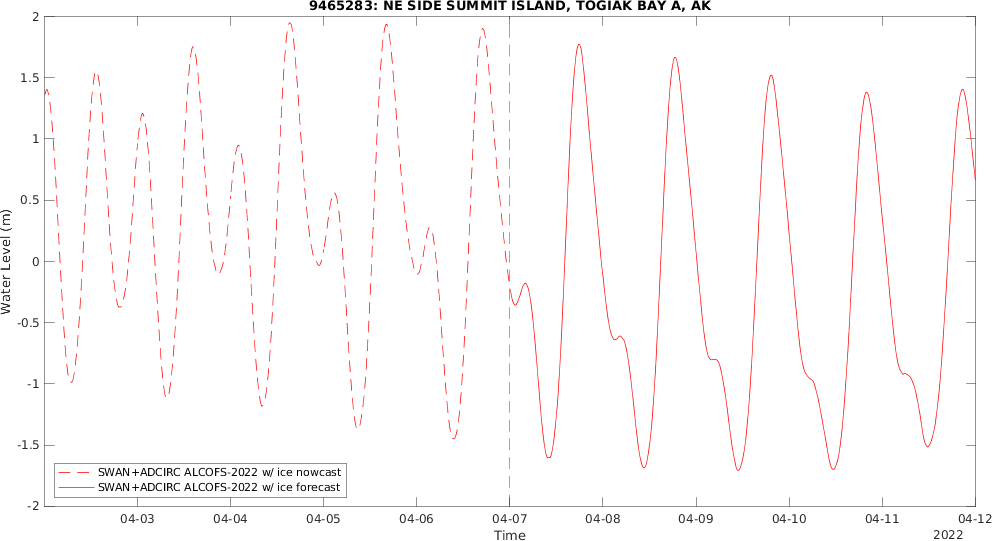 9465283: NE SIDE SUMMIT ISLAND, TOGIAK BAY A, AK
Water Level (m)
2
1.5
1
0.5
0
-0.5
-1
-1.5
-2
SWAN+ADCIRC ALCOFS-2022 w/ ice nowcast
SWAN+ADCIRC ALCOFS-2022 w/ ice forecast
04-03 04-04 04-05 04-06 04-07 04-08 04-09 04-10 04-11 04-12
Time
2022